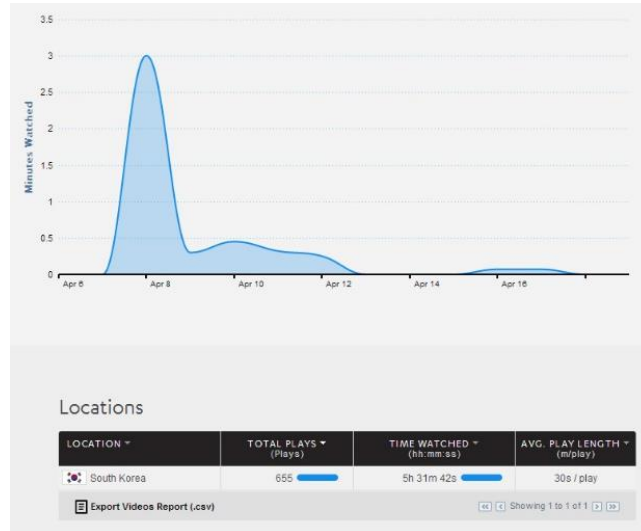 3.5
3
2.5
2
1.5
1
0.5
0
Minutes Watched
Apr 6 Apr 8 Apr 10 Apr 12 Apr 14 Apr 16
Locations
LOCATION TOTAL PLAYS TIME WATCHED AVG. PLAY LENGTH
(Plays) (hh:mm:ss) (m/play)
South Korea 655 5h 31m 42s 30s / play
Export Videos Report (.csv) Showing 1 to 1 of 1